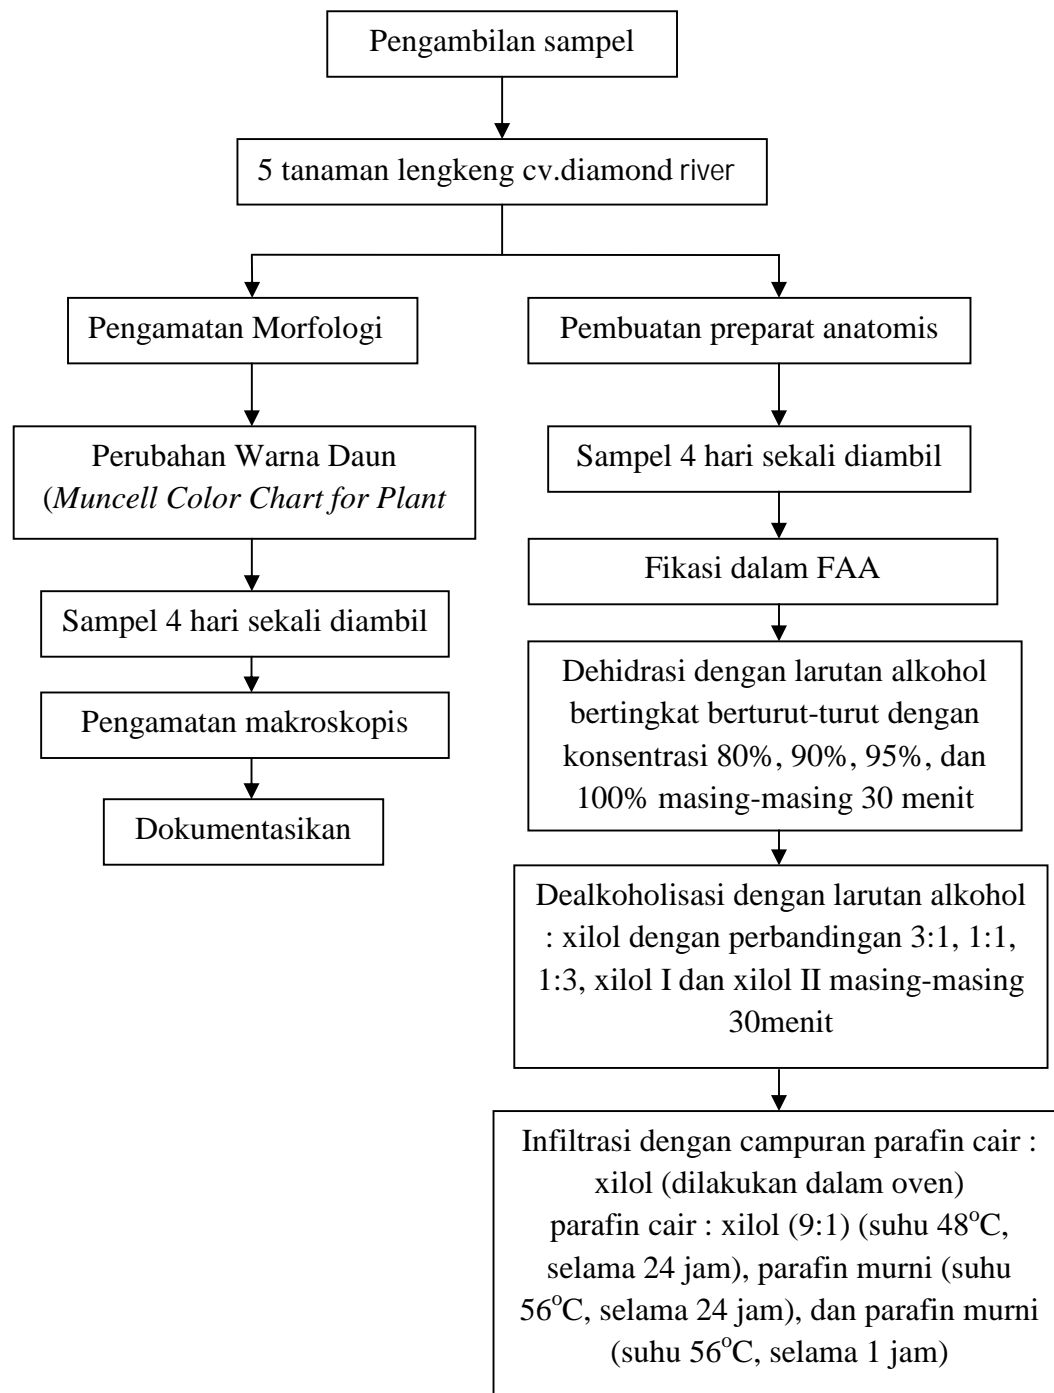 Pengambilan sampel
5 tanaman lengkeng cv.diamond river
Pengamatan Morfologi
Perubahan Warna Daun
(Muncell Color Chart for Plant
Sampel 4 hari sekali diambil
Pengamatan makroskopis
Dokumentasikan
Pembuatan preparat anatomis
Sampel 4 hari sekali diambil
Fikasi dalam FAA
Dehidrasi dengan larutan alkohol
bertingkat berturut-turut dengan
konsentrasi 80%, 90%, 95%, dan
100% masing-masing 30 menit
Dealkoholisasi dengan larutan alkohol
: xilol dengan perbandingan 3:1, 1:1,
1:3, xilol I dan xilol II masing-masing
30menit
Infiltrasi dengan campuran parafin cair :
xilol (dilakukan dalam oven)
parafin cair : xilol (9:1) (suhu 48°C,
selama 24 jam), parafin murni (suhu
56°C, selama 24 jam), dan parafin murni
(suhu 56°C, selama 1 jam)